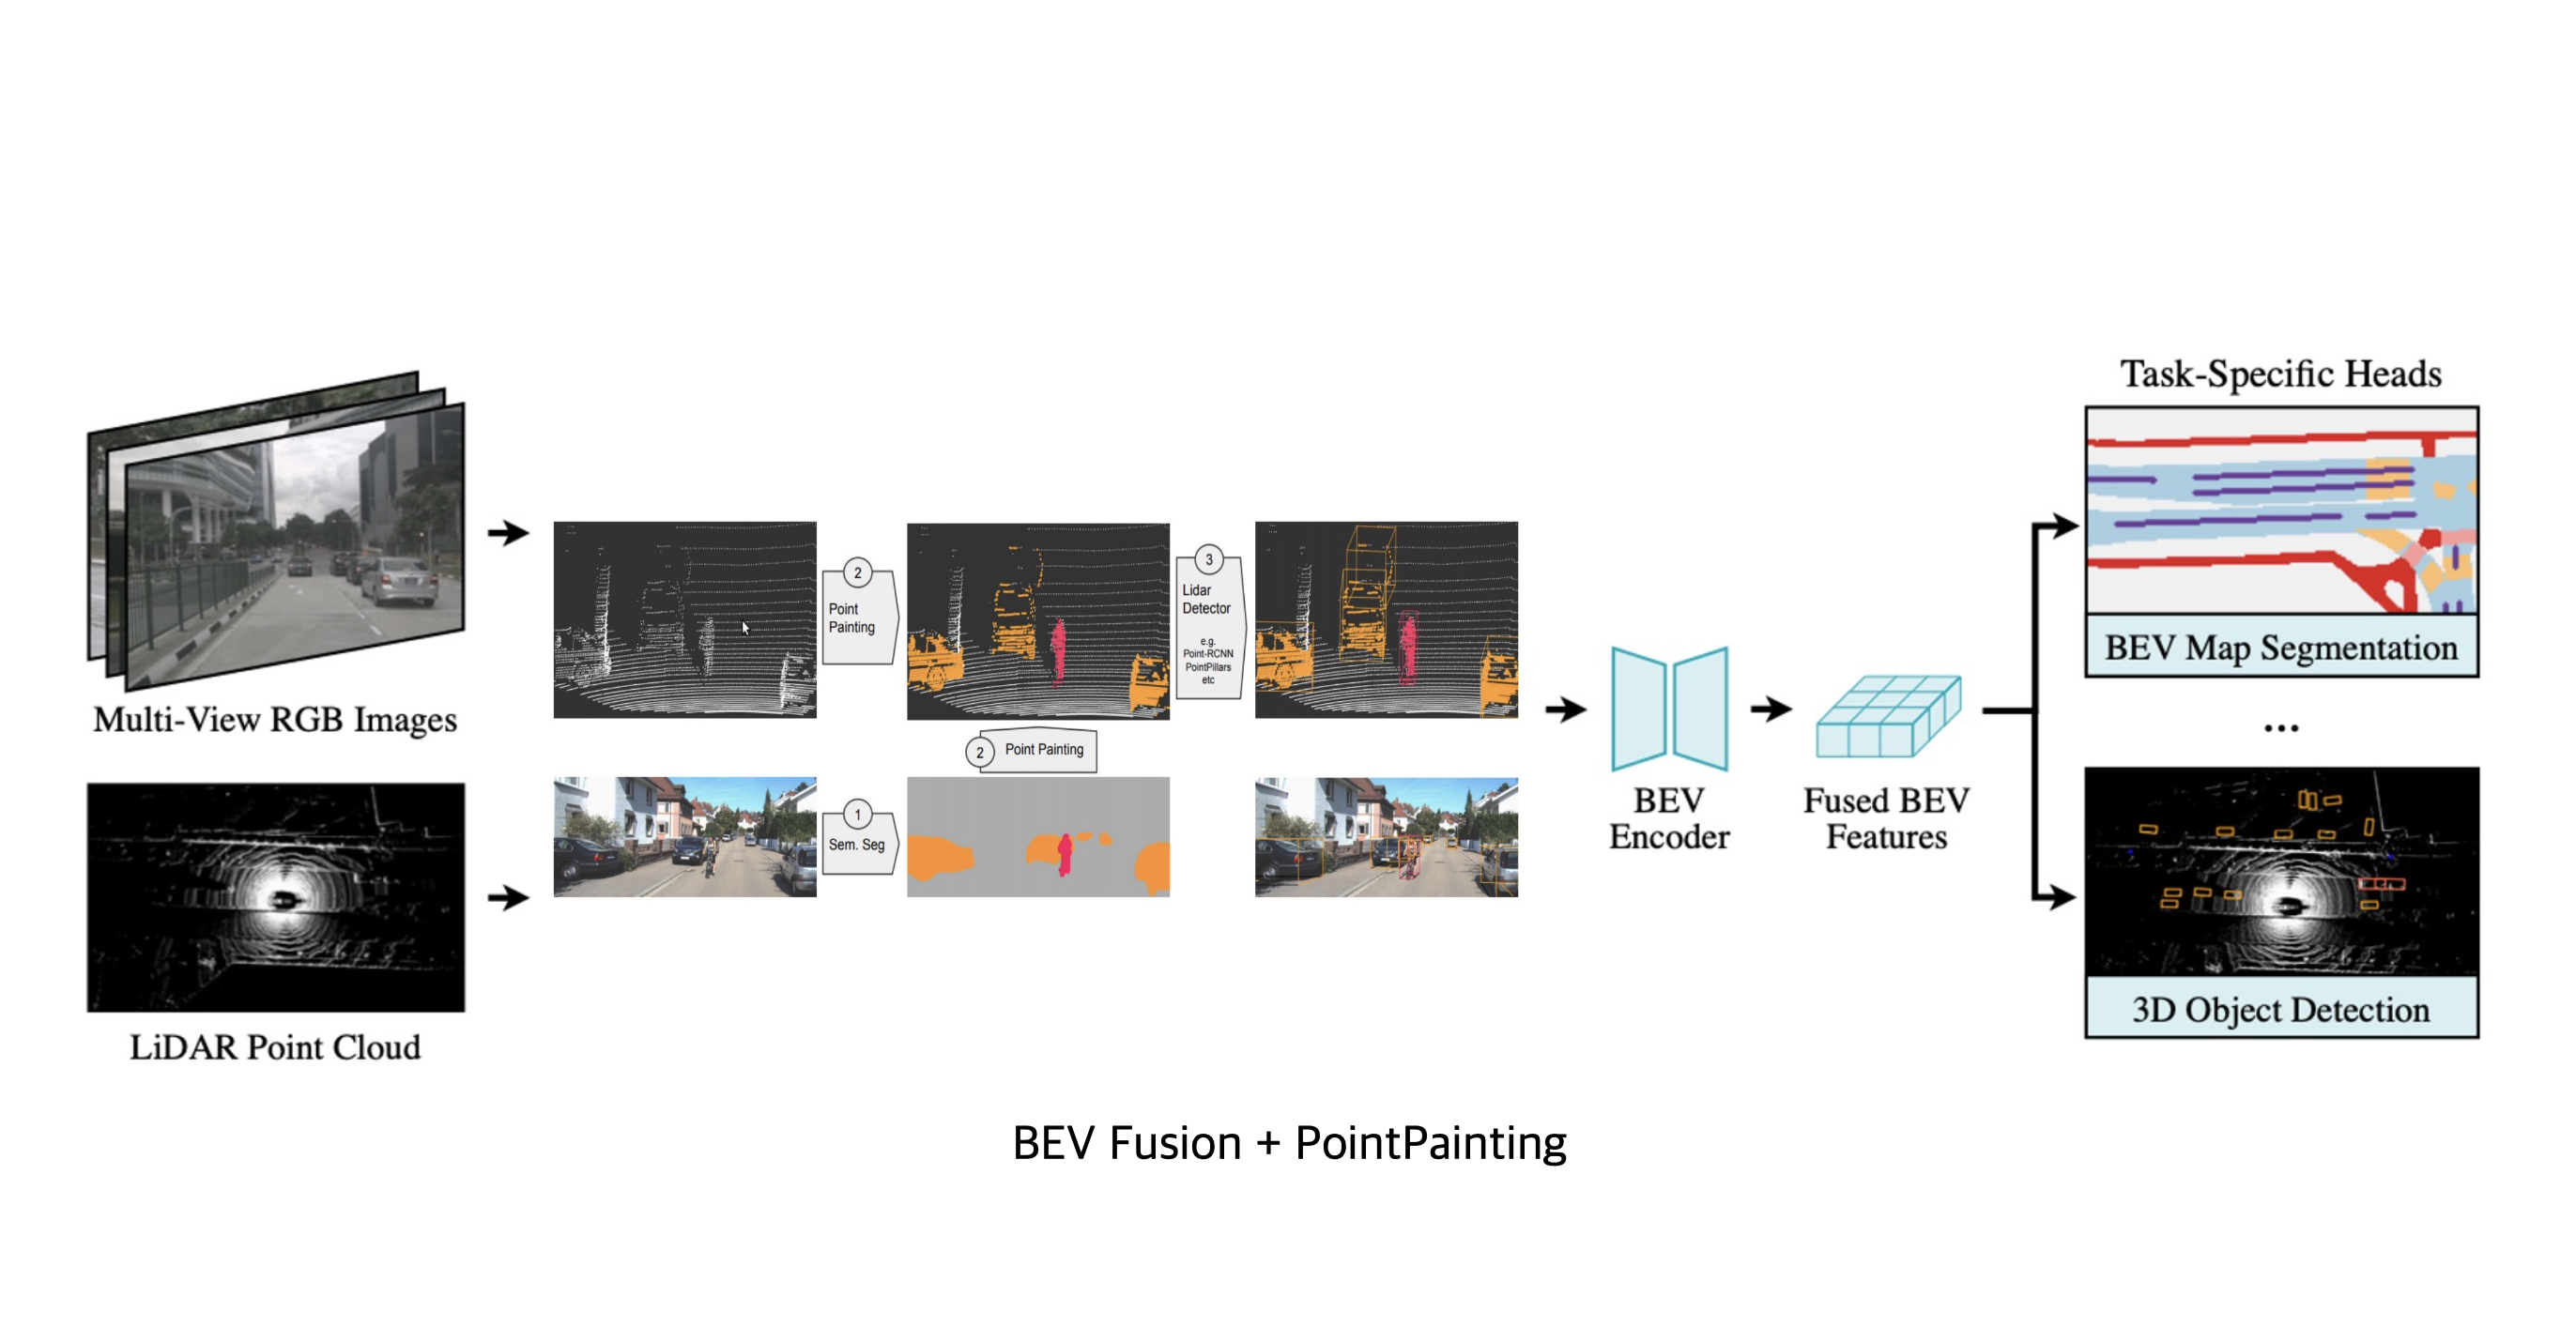 Multi-View RGB Images
LiDAR Point Cloud
2
Point
Painting
3
Lidar
Detector
e.g.
Point-RCNN
PointPillars
etc
2
Point Painting
1
Sem. Seg
BEV
Encoder
Fused BEV
Features
Task-Specific Heads
BEV Map Segmentation
...
3D Object Detection
BEV Fusion + PointPainting